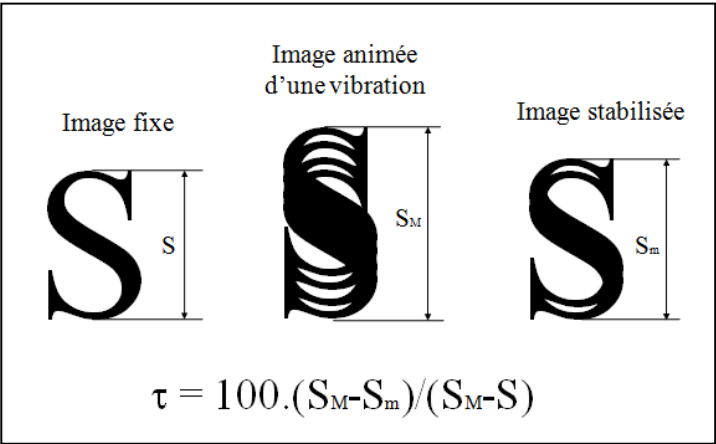 Image animée
d'une vibration
Image fixe
Image stabilisée
S
S
S
S
SM
Sm
τ = 100.(SM-Sm)/(SM-S)